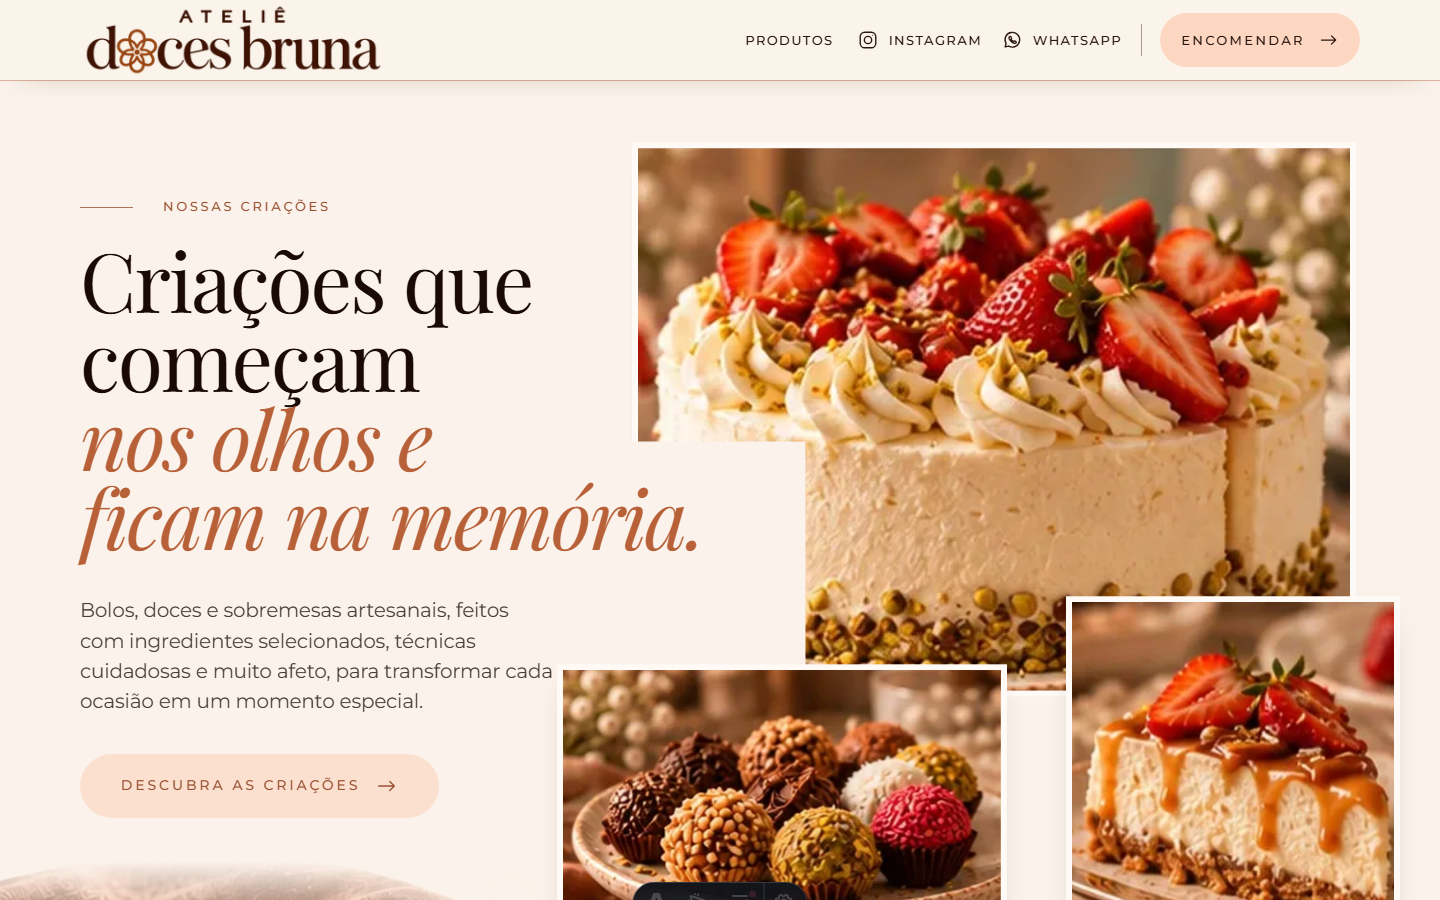 ATELIÊ
doces bruna
PRODUTOS
INSTAGRAM
WHATSAPP
ENCOMENDAR
NOSSAS CRIAÇÕES
Criações que
começam
nos olhos e
ficam na memória.
Bolos, doces e sobremesas artesanais, feitos
com ingredientes selecionados, técnicas
cuidadosas e muito afeto, para transformar cada
ocasião em um momento especial.
DESCUBRA AS CRIAÇÕES